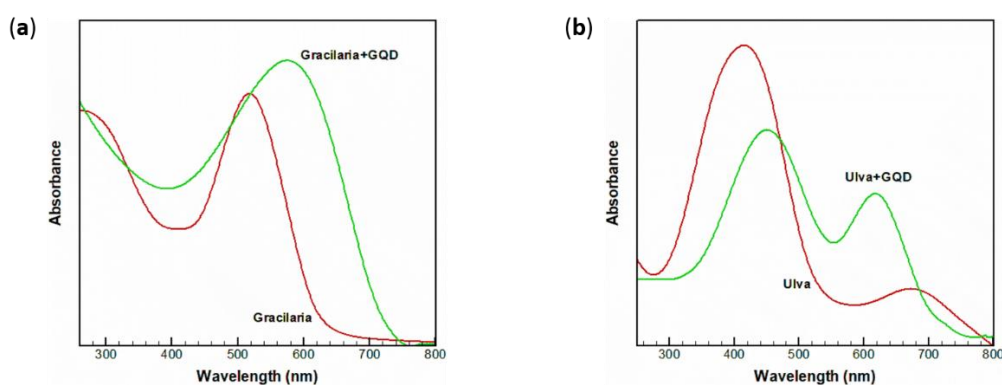 (a)
Absorbance
Gracilaria+GQD
Gracilaria
300 400 500 600 700 800
Wavelength (nm)
(b)
Absorbance
Ulva+GQD
Ulva
300 400 500 600 700 800
Wavelength (nm)